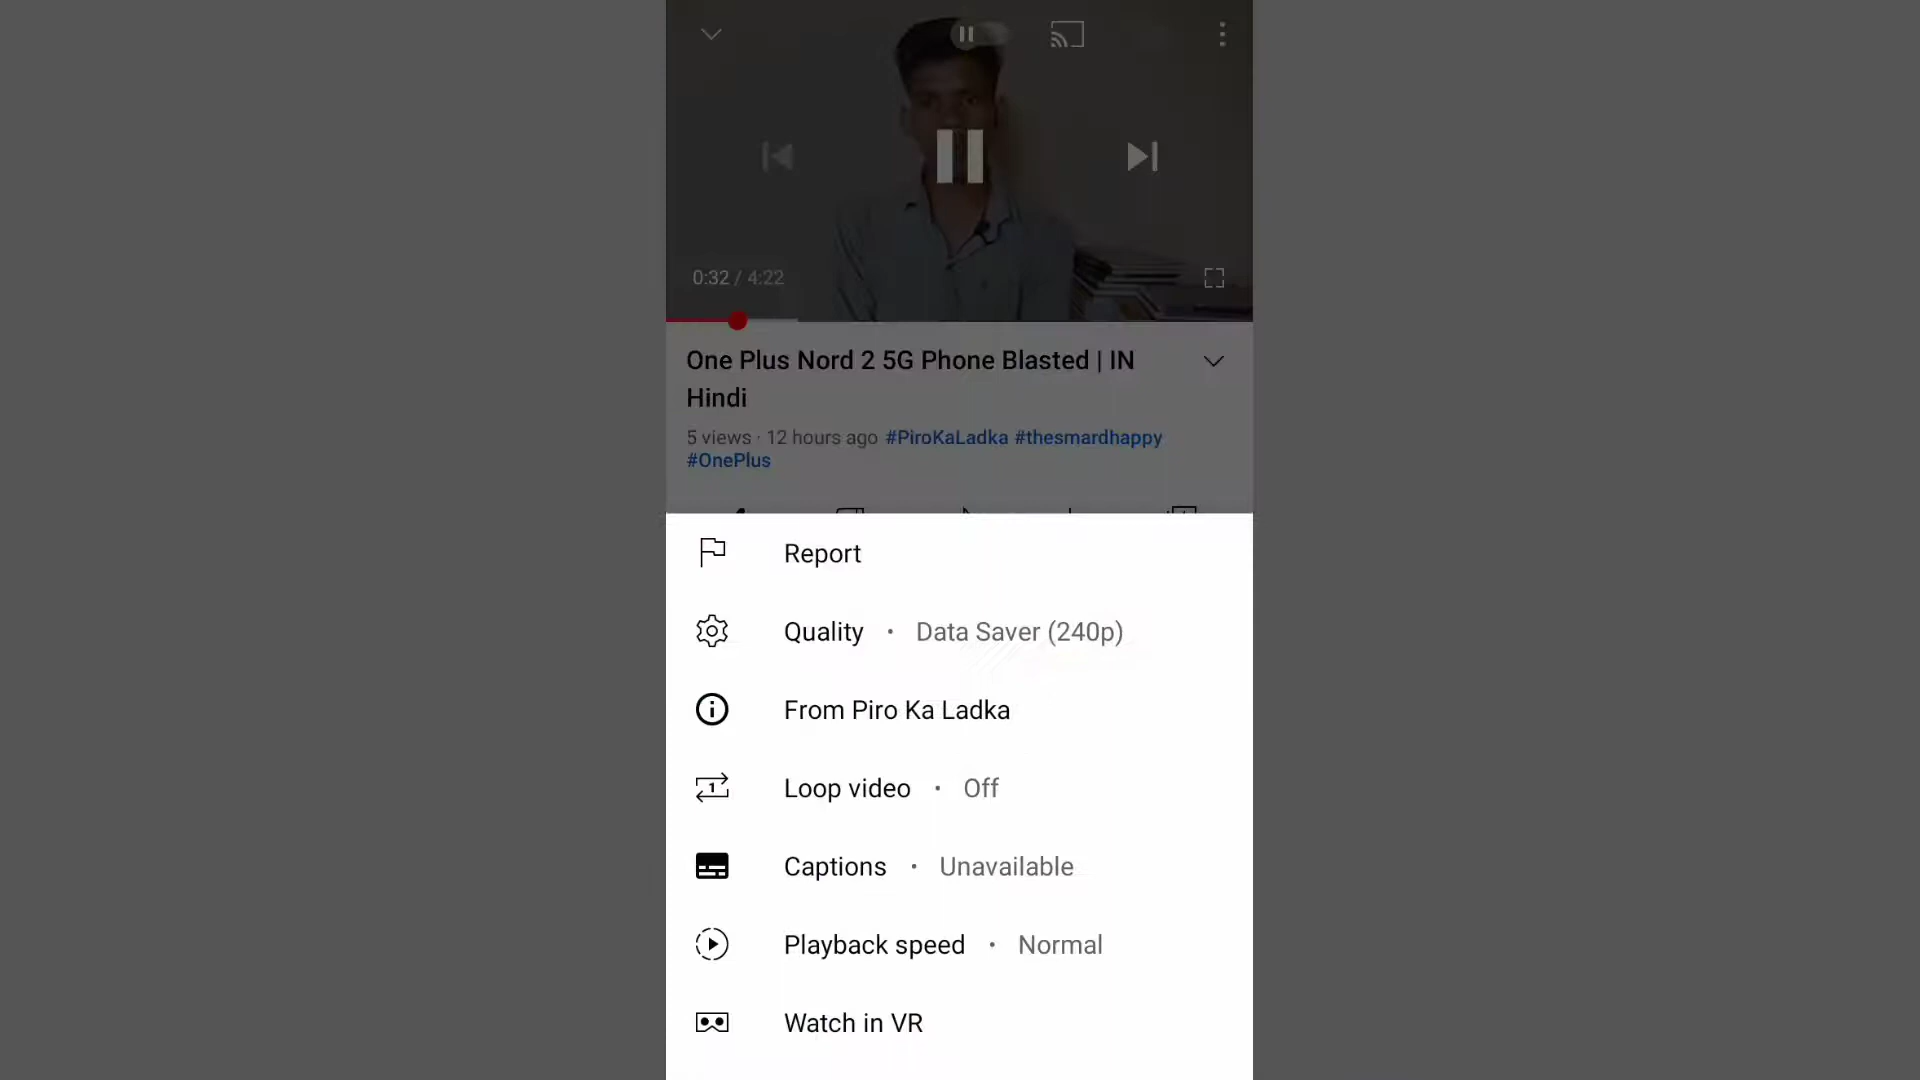 0:32 / 4:22
One Plus Nord 2 5G Phone Blasted | IN
Hindi
5 views · 12 hours ago #PiroKaLadka #thesmardhappy
#OnePlus
Report
Quality · Data Saver (240p)
From Piro Ka Ladka
Loop video · Off
Captions · Unavailable
Playback speed · Normal
Watch in VR